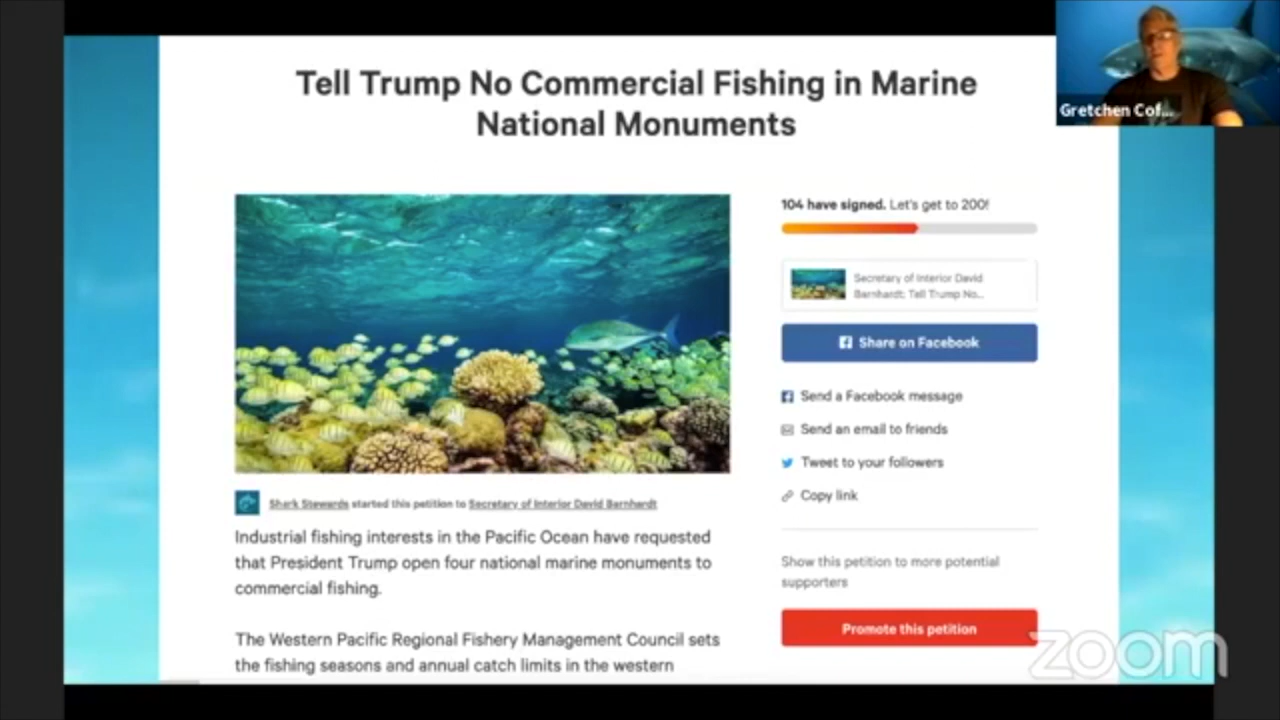 Tell Trump No Commercial Fishing in Marine
National Monuments
Gretchen Cof...
104 have signed. Let's get to 200!
Secretary of Interior David
Barnhardt: Tell Trump No...
Share on Facebook
Send a Facebook message
Send an email to friends
Tweet to your followers
Copy link
Shark Stewards started this petition to Secretary of Interior David Barnhardt
Industrial fishing interests in the Pacific Ocean have requested
that President Trump open four national marine monuments to
commercial fishing.
The Western Pacific Regional Fishery Management Council sets
the fishing seasons and annual catch limits in the western
Show this petition to more potential
supporters
Promote this petition
zoom